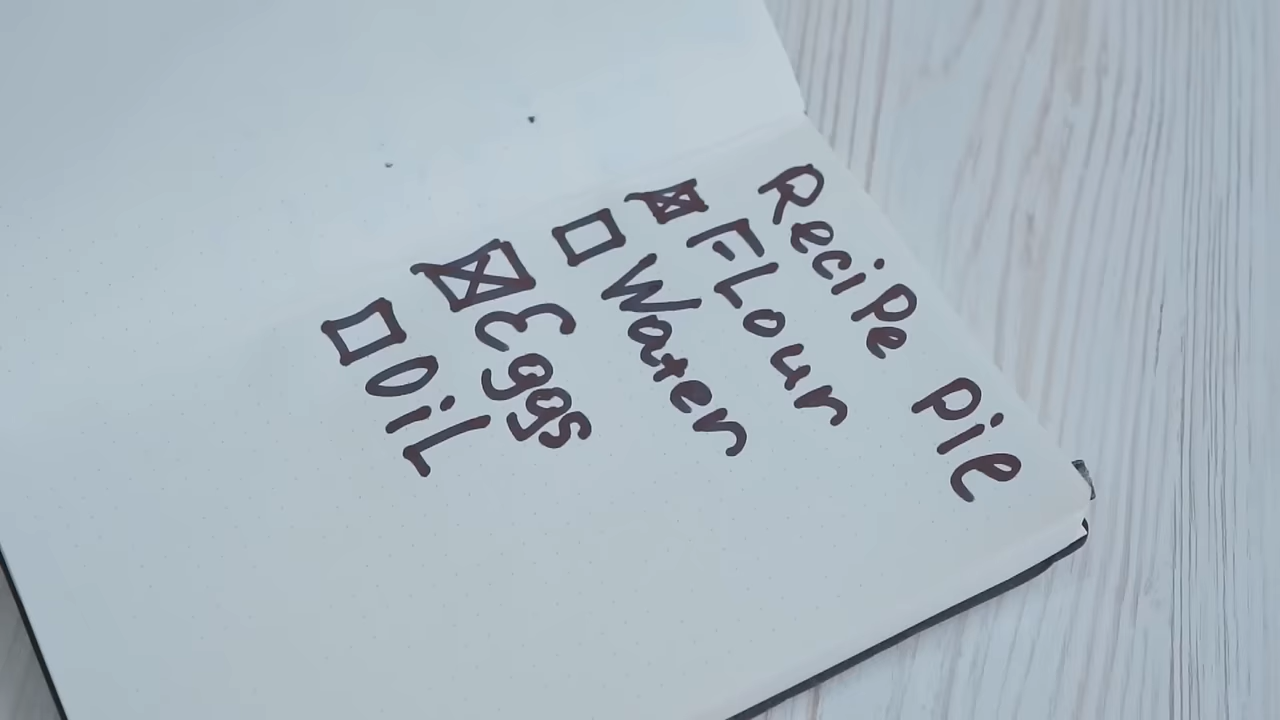 Recipe Pie
☒ Flour
☐ Water
☒ Eggs
☐ Oil